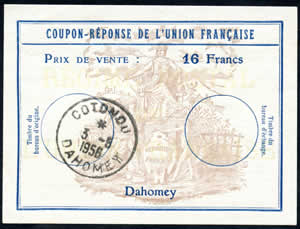 COUPON-RÉPONSE DE L'UNION FRANÇAISE
PRIX DE VENTE : 16 Francs
Timbre du
bureau d'origine.
COTONOU
*
3 -8
1958
DAHOMEY
Timbre du
bureau d'échange.
Dahomey